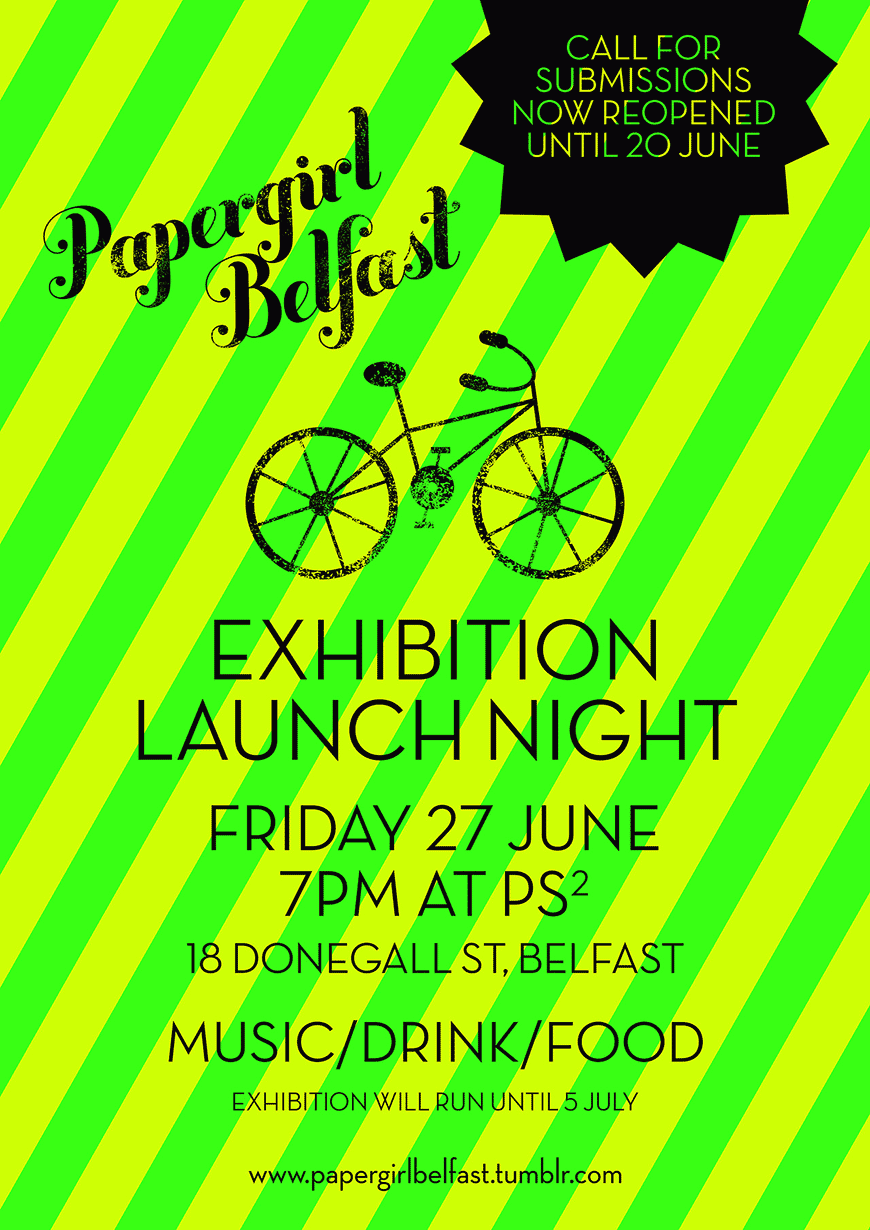 CALL FOR
SUBMISSIONS
NOW REOPENED
UNTIL 20 JUNE
Papergirl
Belfast
EXHIBITION
LAUNCH NIGHT
FRIDAY 27 JUNE
7PM AT PS²
18 DONEGALL ST, BELFAST
MUSIC/DRINK/FOOD
EXHIBITION WILL RUN UNTIL 5 JULY
www.papergirlbelfast.tumblr.com